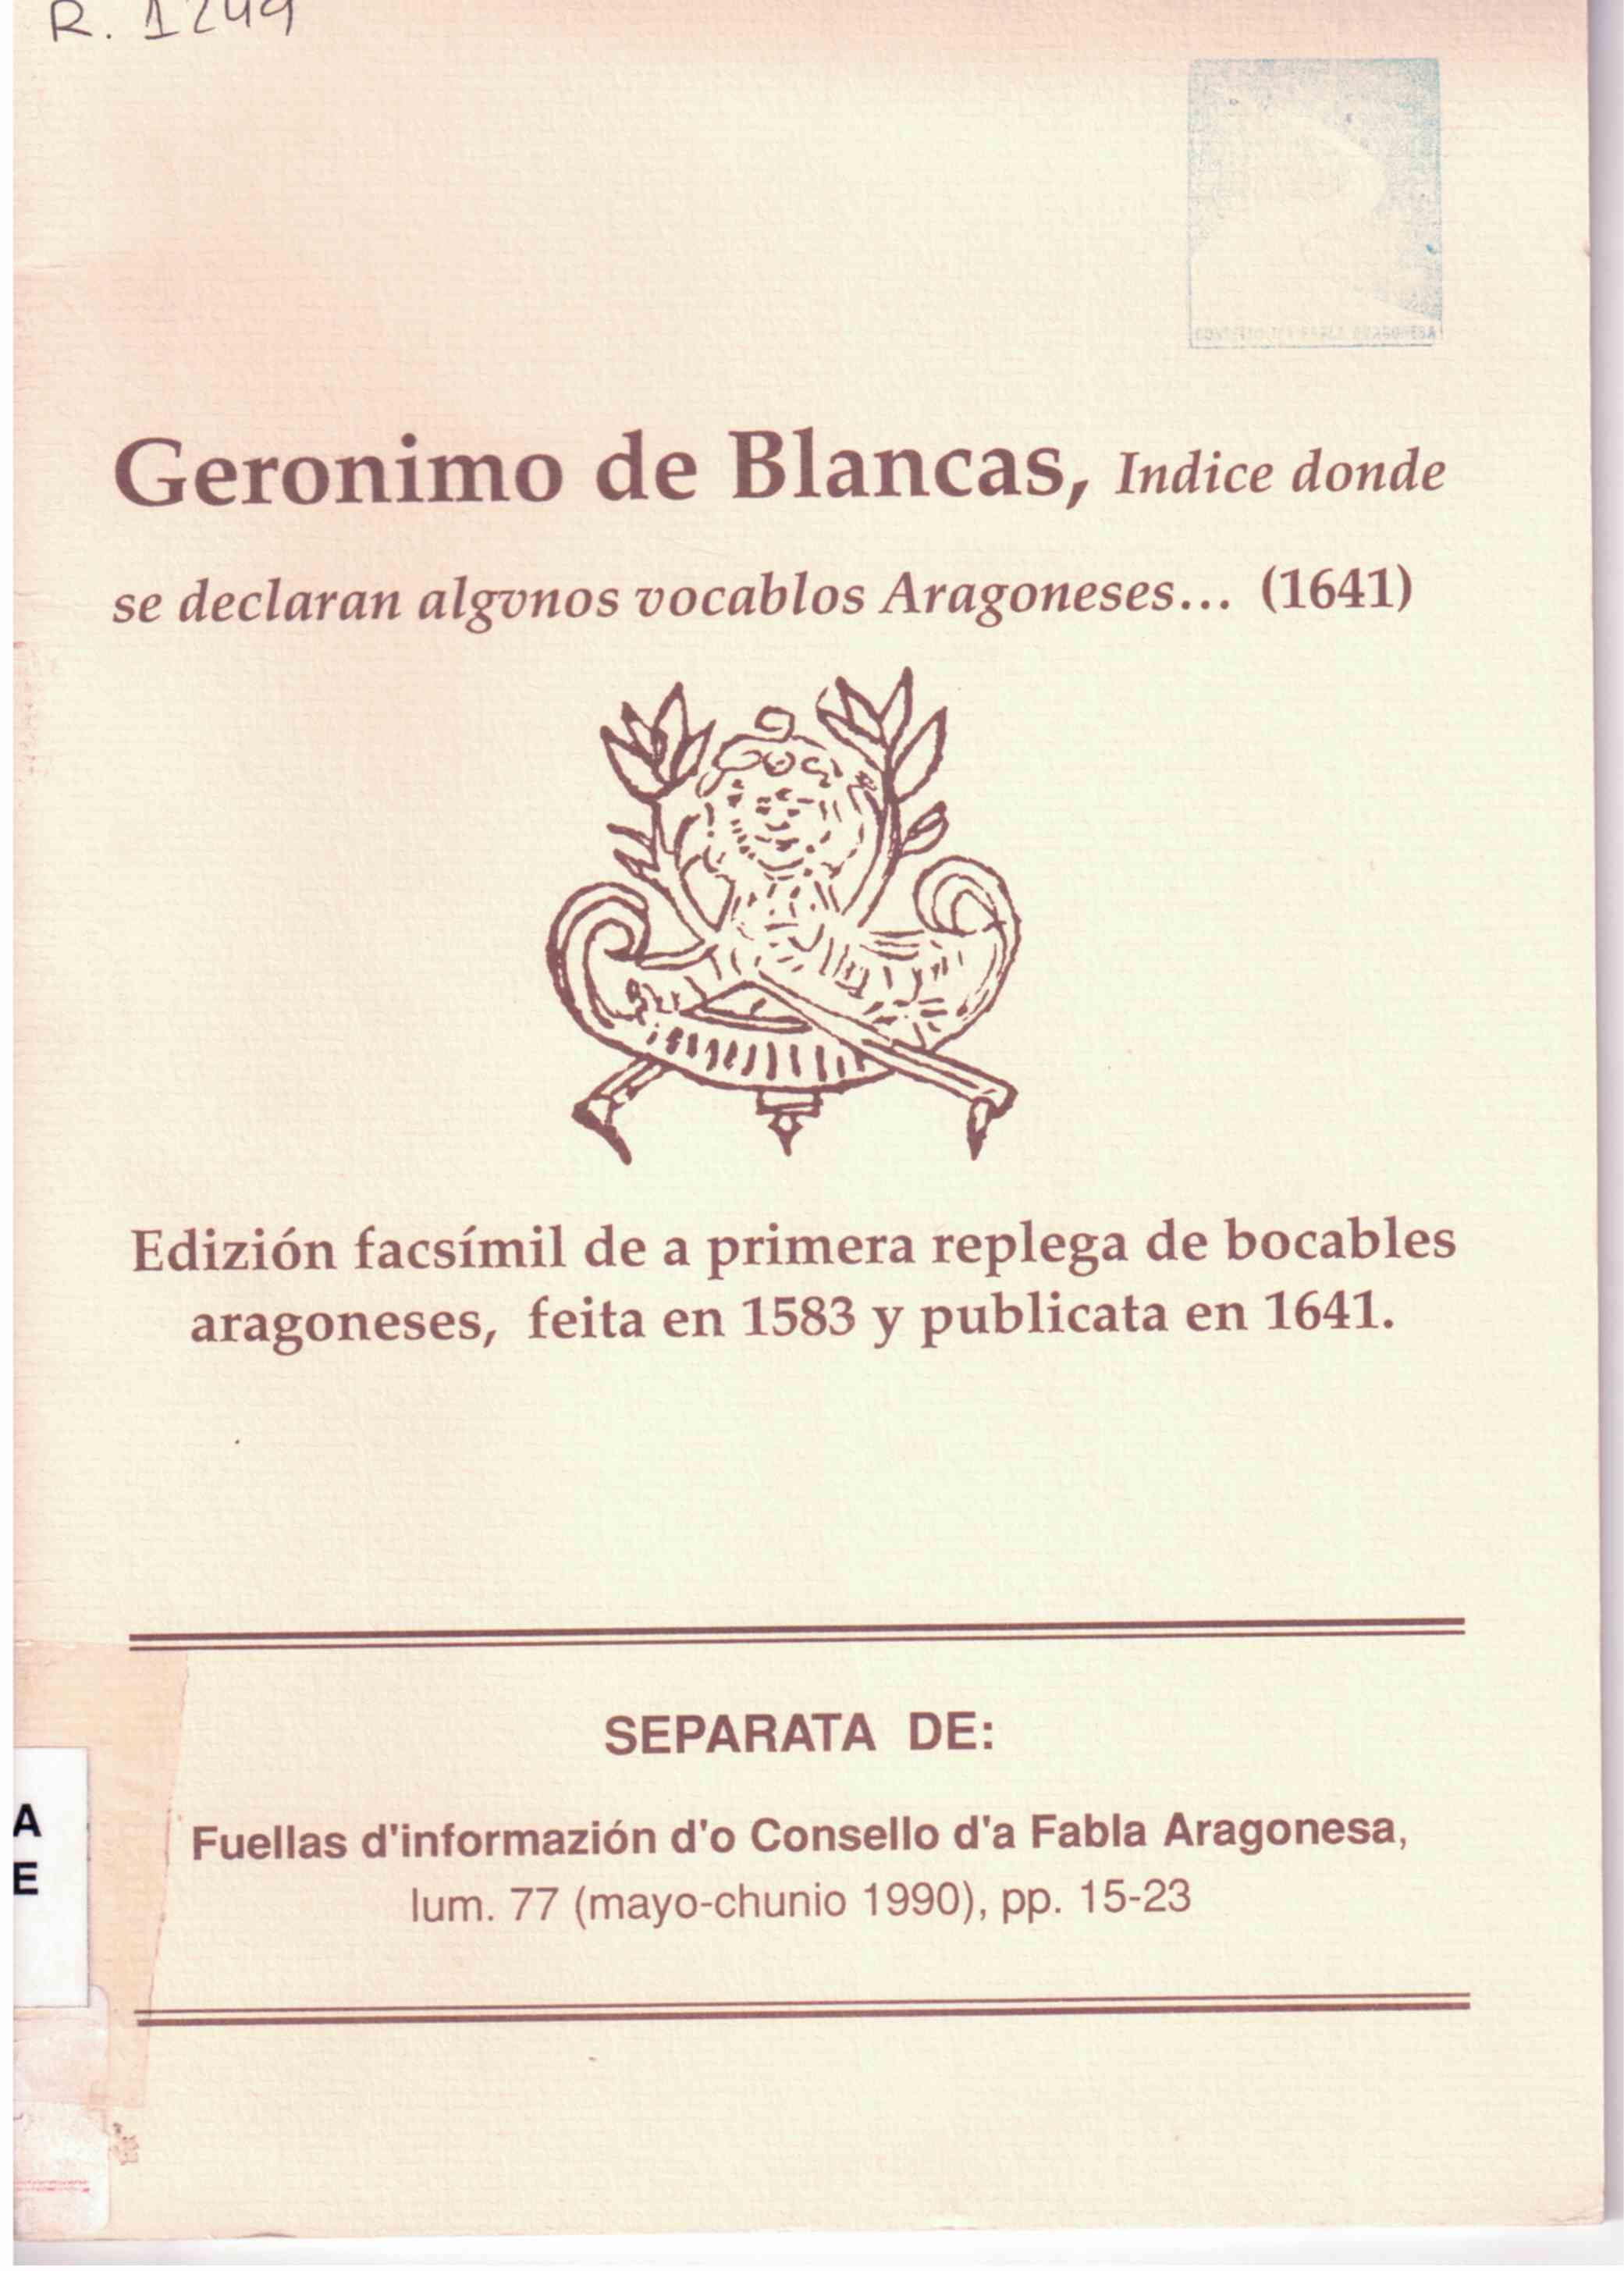 R. 1249
Geronimo de Blancas, Indice donde
se declaran algvnos vocablos Aragoneses... (1641)
Edizión facsímil de a primera replega de bocables
aragoneses, feita en 1583 y publicata en 1641.
SEPARATA DE:
Fuellas d'informazión d'o Consello d'a Fabla Aragonesa,
lum. 77 (mayo-chunio 1990), pp. 15-23
A
E